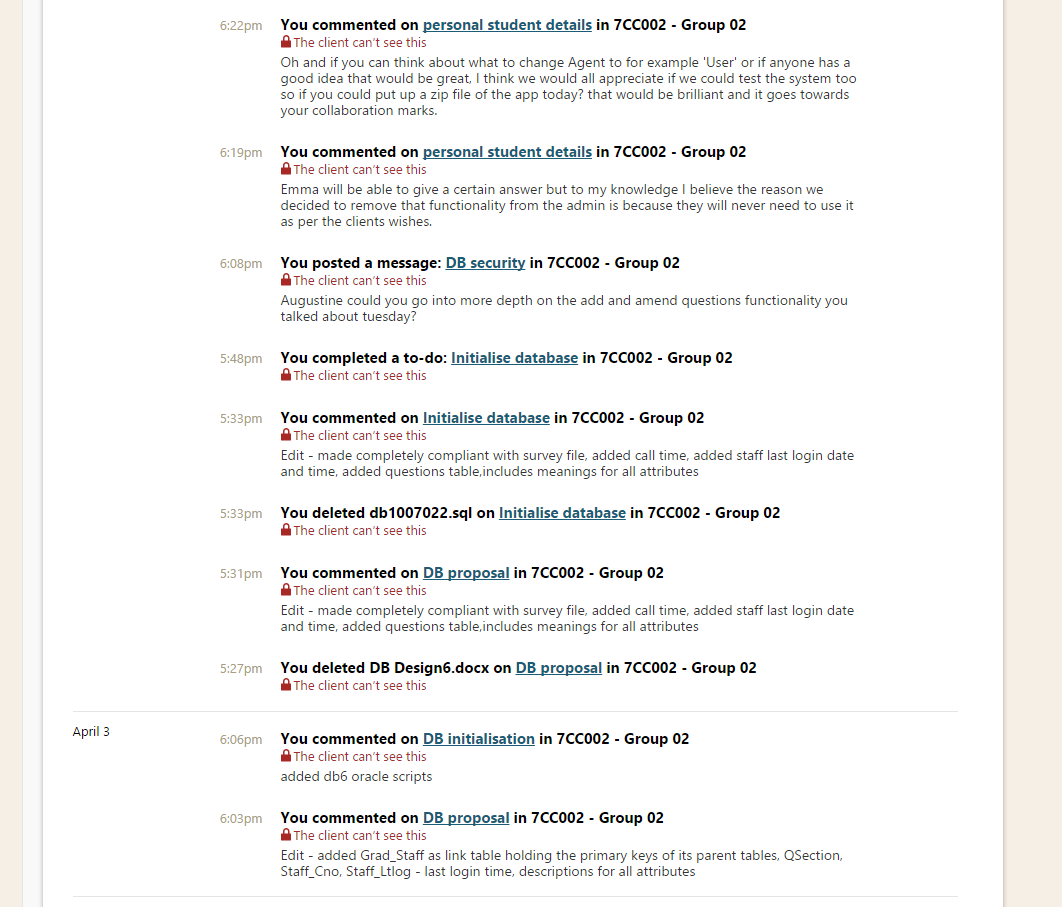 6:22pm You commented on personal student details in 7CC002 - Group 02
The client can't see this
Oh and if you can think about what to change Agent to for example 'User' or if anyone has a
good idea that would be great, I think we would all appreciate if we could test the system too
so if you could put up a zip file of the app today? that would be brilliant and it goes towards
your collaboration marks.
6:19pm You commented on personal student details in 7CC002 - Group 02
The client can't see this
Emma will be able to give a certain answer but to my knowledge I believe the reason we
decided to remove that functionality from the admin is because they will never need to use it
as per the clients wishes.
6:08pm You posted a message: DB security in 7CC002 - Group 02
The client can't see this
Augustine could you go into more depth on the add and amend questions functionality you
talked about tuesday?
5:48pm You completed a to-do: Initialise database in 7CC002 - Group 02
The client can't see this
5:33pm You commented on Initialise database in 7CC002 - Group 02
The client can't see this
Edit - made completely compliant with survey file, added call time, added staff last login date
and time, added questions table,includes meanings for all attributes
5:33pm You deleted db1007022.sql on Initialise database in 7CC002 - Group 02
The client can't see this
5:31pm You commented on DB proposal in 7CC002 - Group 02
The client can't see this
Edit - made completely compliant with survey file, added call time, added staff last login date
and time, added questions table,includes meanings for all attributes
5:27pm You deleted DB Design6.docx on DB proposal in 7CC002 - Group 02
The client can't see this
April 3 6:06pm You commented on DB initialisation in 7CC002 - Group 02
The client can't see this
added db6 oracle scripts
6:03pm You commented on DB proposal in 7CC002 - Group 02
The client can't see this
Edit - added Grad_Staff as link table holding the primary keys of its parent tables, QSection,
Staff_Cno, Staff_Ltlog - last login time, descriptions for all attributes